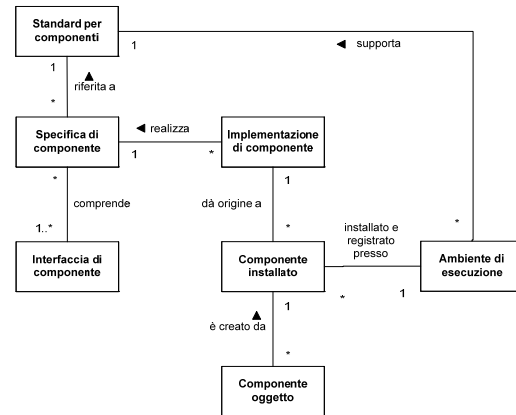 Standard per
componenti
1
supporta
1
riferita a
*
Specifica di
componente
realizza
1
*
Implementazione
di componente
*
1
comprende
dà origine a
1..*
*
*
installato e
registrato
presso
Interfaccia di
componente
Componente
installato
Ambiente di
esecuzione
*
1
1
è creato da
*
Componente
oggetto